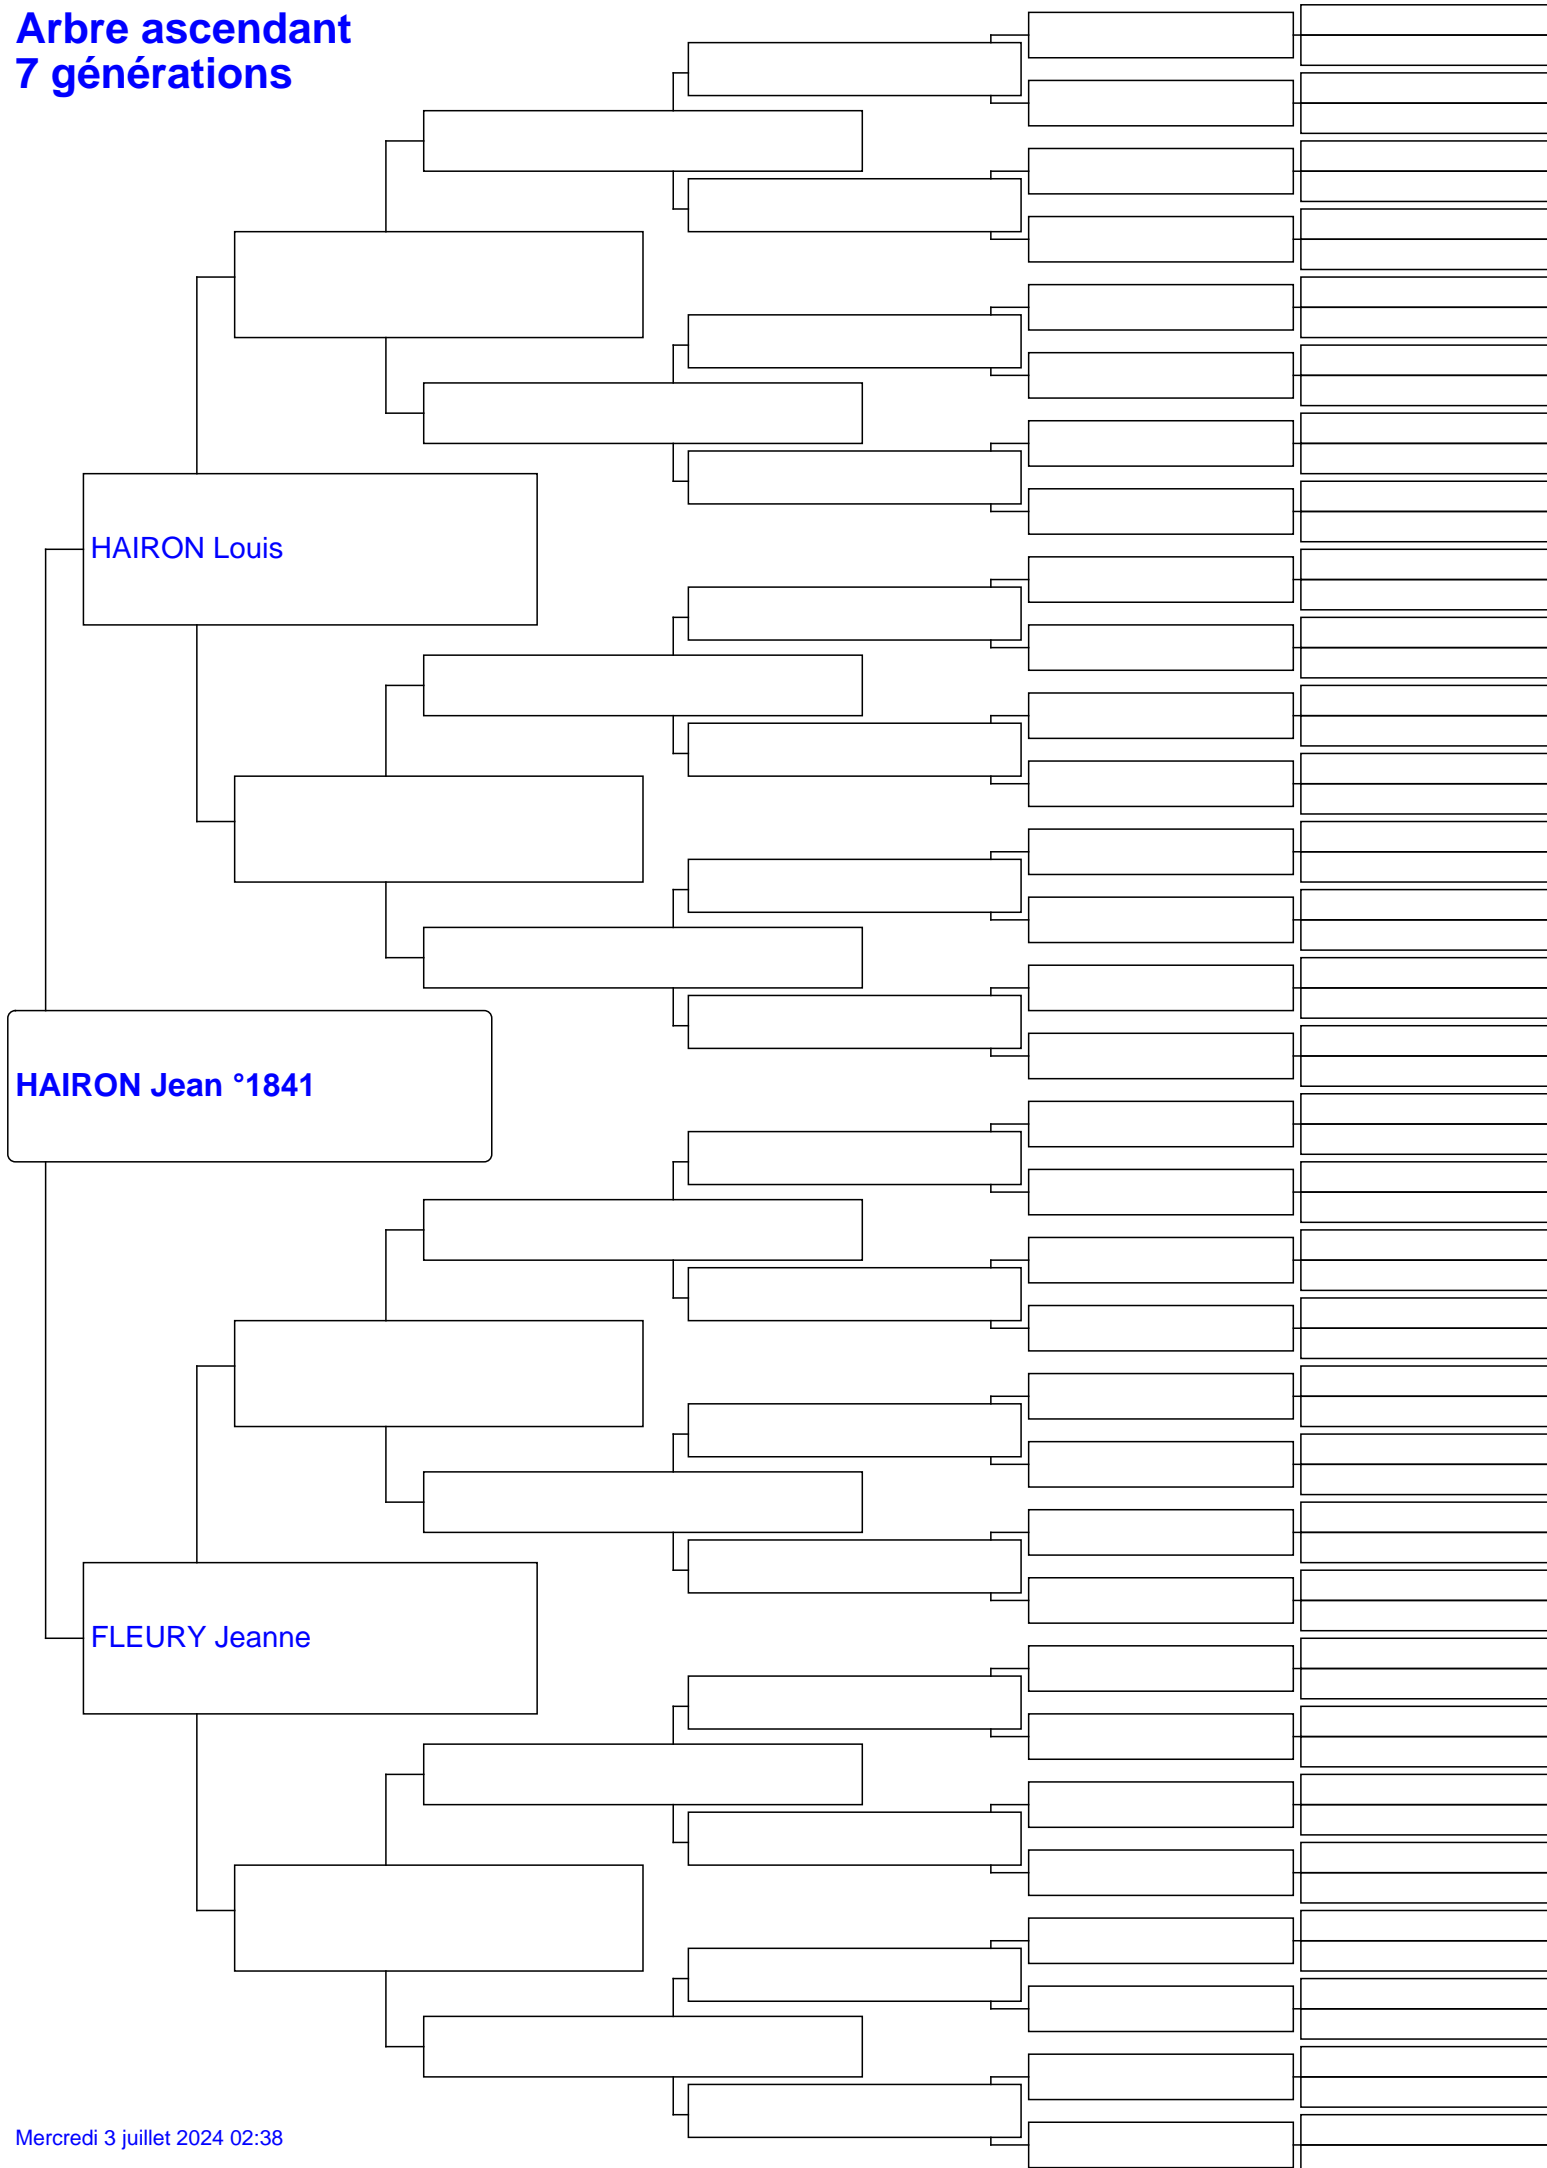 Arbre ascendant
7 générations
HAIRON Louis
HAIRON Jean °1841
FLEURY Jeanne
Mercredi 3 juillet 2024 02:38